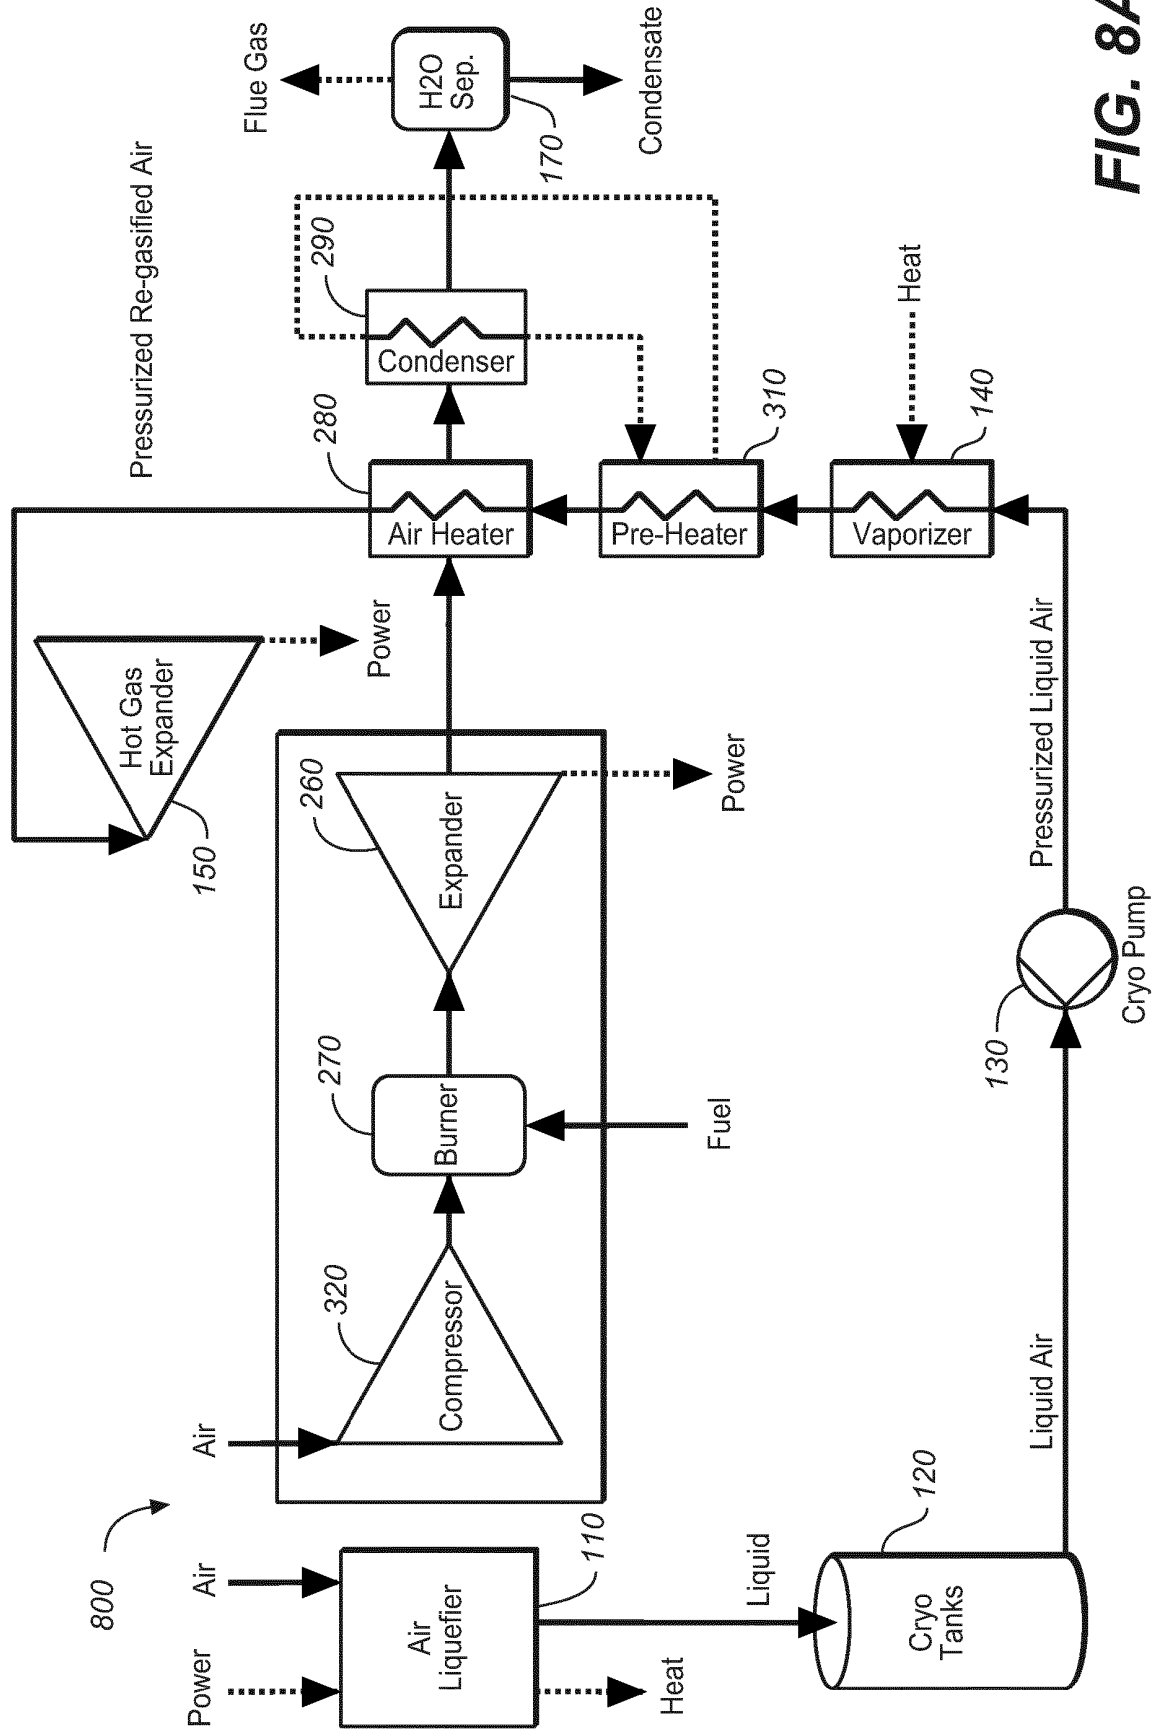 800
Power
Air
Air
Liquefier
110
Heat
Liquid
Cryo
Tanks
120
Liquid Air
130
Cryo Pump
Pressurized Liquid Air
Air
320
Compressor
270
Burner
Fuel
260
Expander
Power
150
Hot Gas
Expander
Power
Pressurized Re-gasified Air
280
Air Heater
290
Condenser
310
Pre-Heater
140
Vaporizer
Heat
Flue Gas
H2O
Sep.
170
Condensate
FIG. 8A